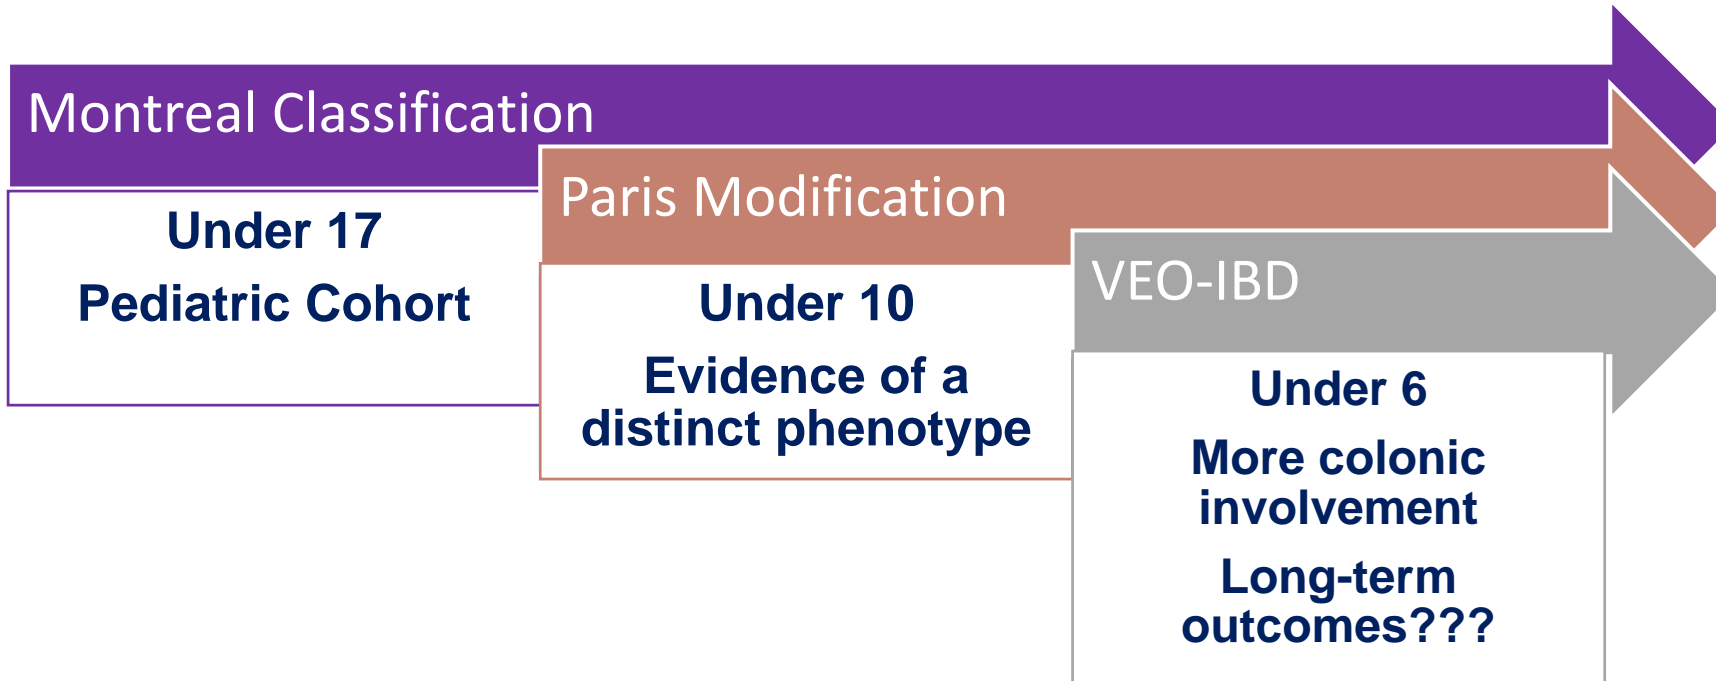 Montreal Classification
Under 17
Pediatric Cohort
Paris Modification
Under 10
Evidence of a
distinct phenotype
VEO-IBD
Under 6
More colonic
involvement
Long-term
outcomes???